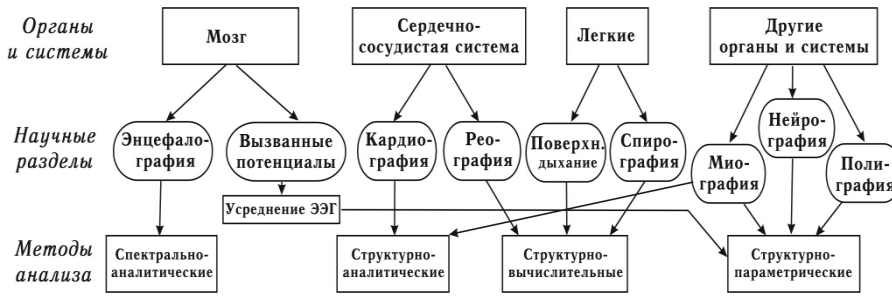 Органы
и системы
Мозг
Сердечно-
сосудистая система
Легкие
Другие
органы и системы
Научные
разделы
Энцефало-
графия
Вызванные
потенциалы
Кардио-
графия
Рео-
графия
Поверхн.
дыхание
Спиро-
графия
Мио-
графия
Нейро-
графия
Поли-
графия
Усреднение ЭЭГ
Методы
анализа
Спектрально-
аналитические
Структурно-
аналитические
Структурно-
вычислительные
Структурно-
параметрические